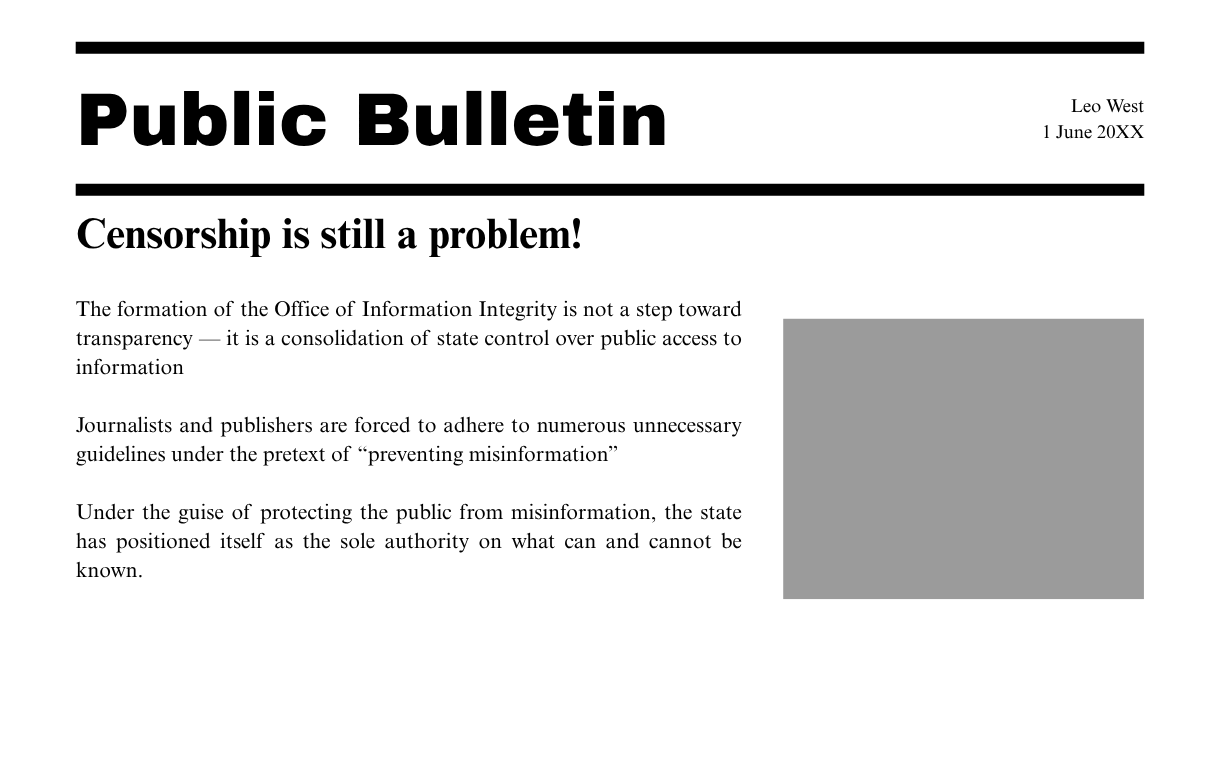 Public Bulletin
Leo West
1 June 20XX
Censorship is still a problem!
The formation of the Office of Information Integrity is not a step toward
transparency — it is a consolidation of state control over public access to
information
Journalists and publishers are forced to adhere to numerous unnecessary
guidelines under the pretext of “preventing misinformation”
Under the guise of protecting the public from misinformation, the state
has positioned itself as the sole authority on what can and cannot be
known.